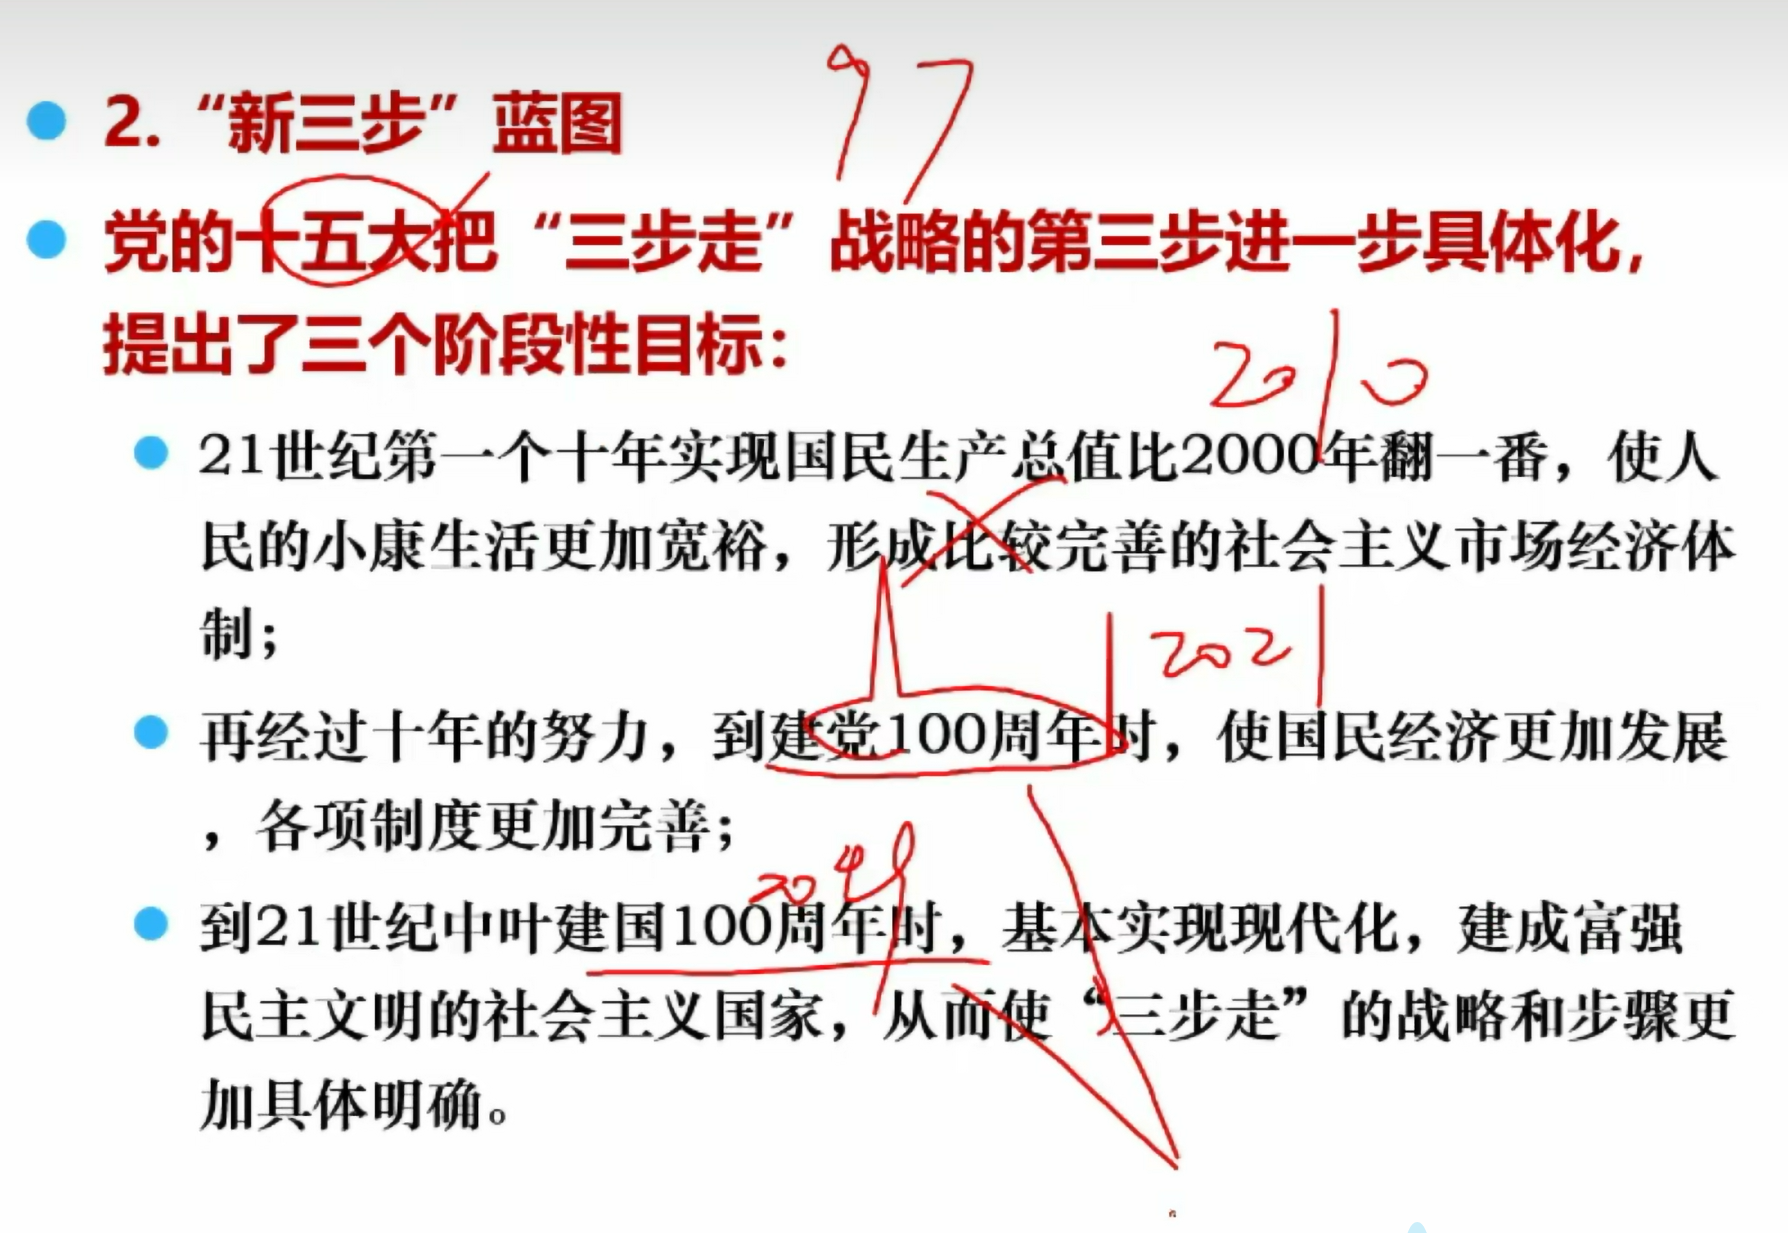 97
2. “新三步”蓝图
党的十五大把“三步走”战略的第三步进一步具体化，
提出了三个阶段性目标：
2010
21世纪第一个十年实现国民生产总值比2000年翻一番，使人
民的小康生活更加宽裕，形成比较完善的社会主义市场经济体
制；
2021
再经过十年的努力，到建党100周年时，使国民经济更加发展
，各项制度更加完善；
2049
到21世纪中叶建国100周年时，基本实现现代化，建成富强
民主文明的社会主义国家，从而使“三步走”的战略和步骤更
加具体明确。